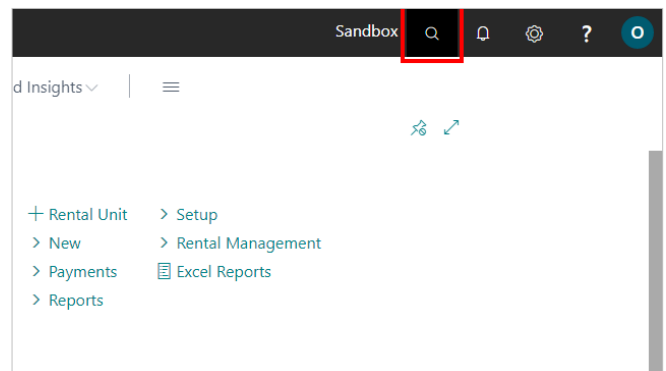 Sandbox ? O
d Insights
+ Rental Unit > Setup
> New > Rental Management
> Payments Excel Reports
> Reports